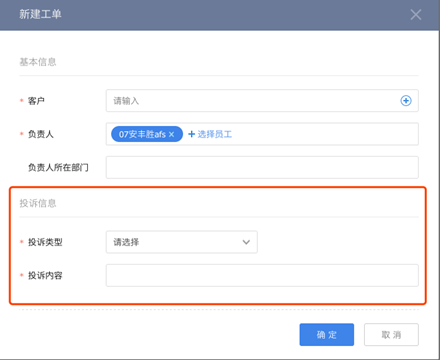 新建工单
基本信息
* 客户 请输入
* 负责人 07安丰胜afs × + 选择员工
负责人所在部门
投诉信息
* 投诉类型 请选择
* 投诉内容
确 定 取 消